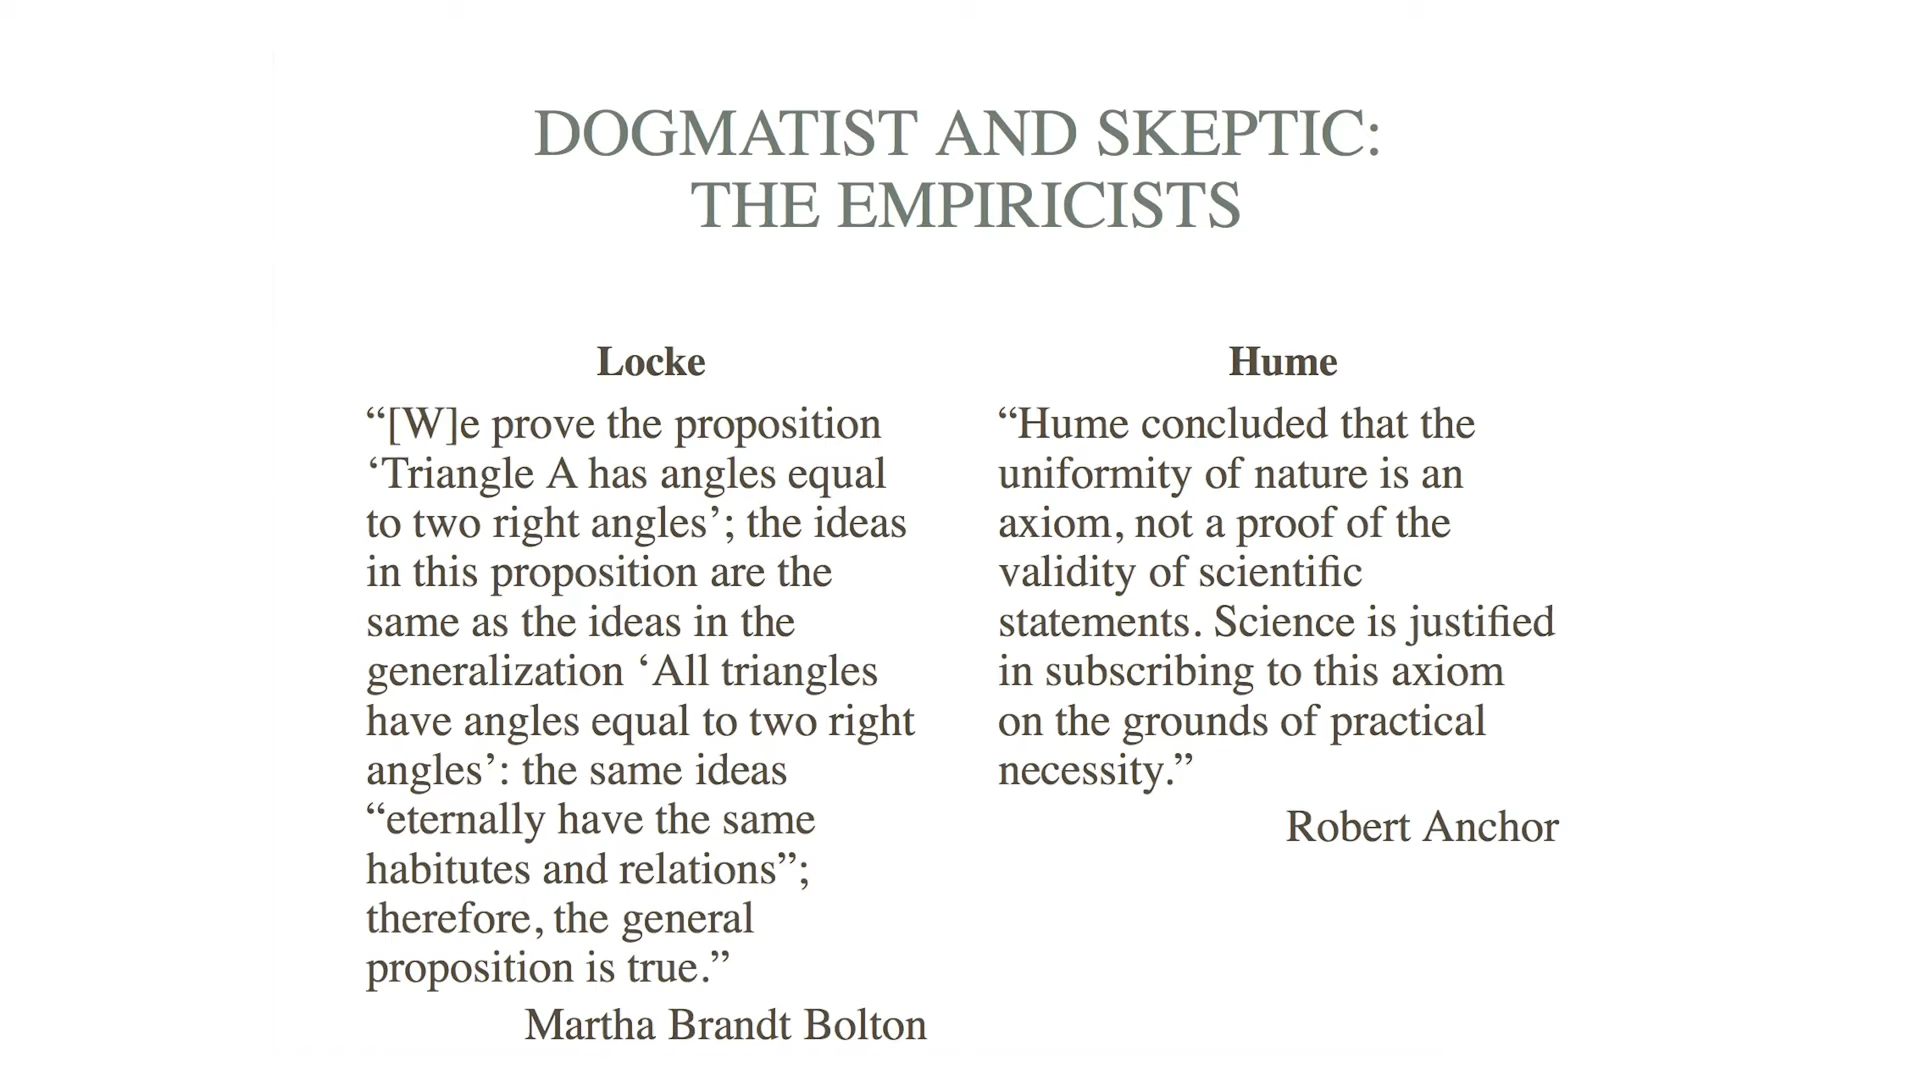 DOGMATIST AND SKEPTIC:
THE EMPIRICISTS
Locke
“[W]e prove the proposition
‘Triangle A has angles equal
to two right angles’; the ideas
in this proposition are the
same as the ideas in the
generalization ‘All triangles
have angles equal to two right
angles’: the same ideas
“eternally have the same
habitutes and relations”;
therefore, the general
proposition is true.”
Martha Brandt Bolton
Hume
“Hume concluded that the
uniformity of nature is an
axiom, not a proof of the
validity of scientific
statements. Science is justified
in subscribing to this axiom
on the grounds of practical
necessity.”
Robert Anchor